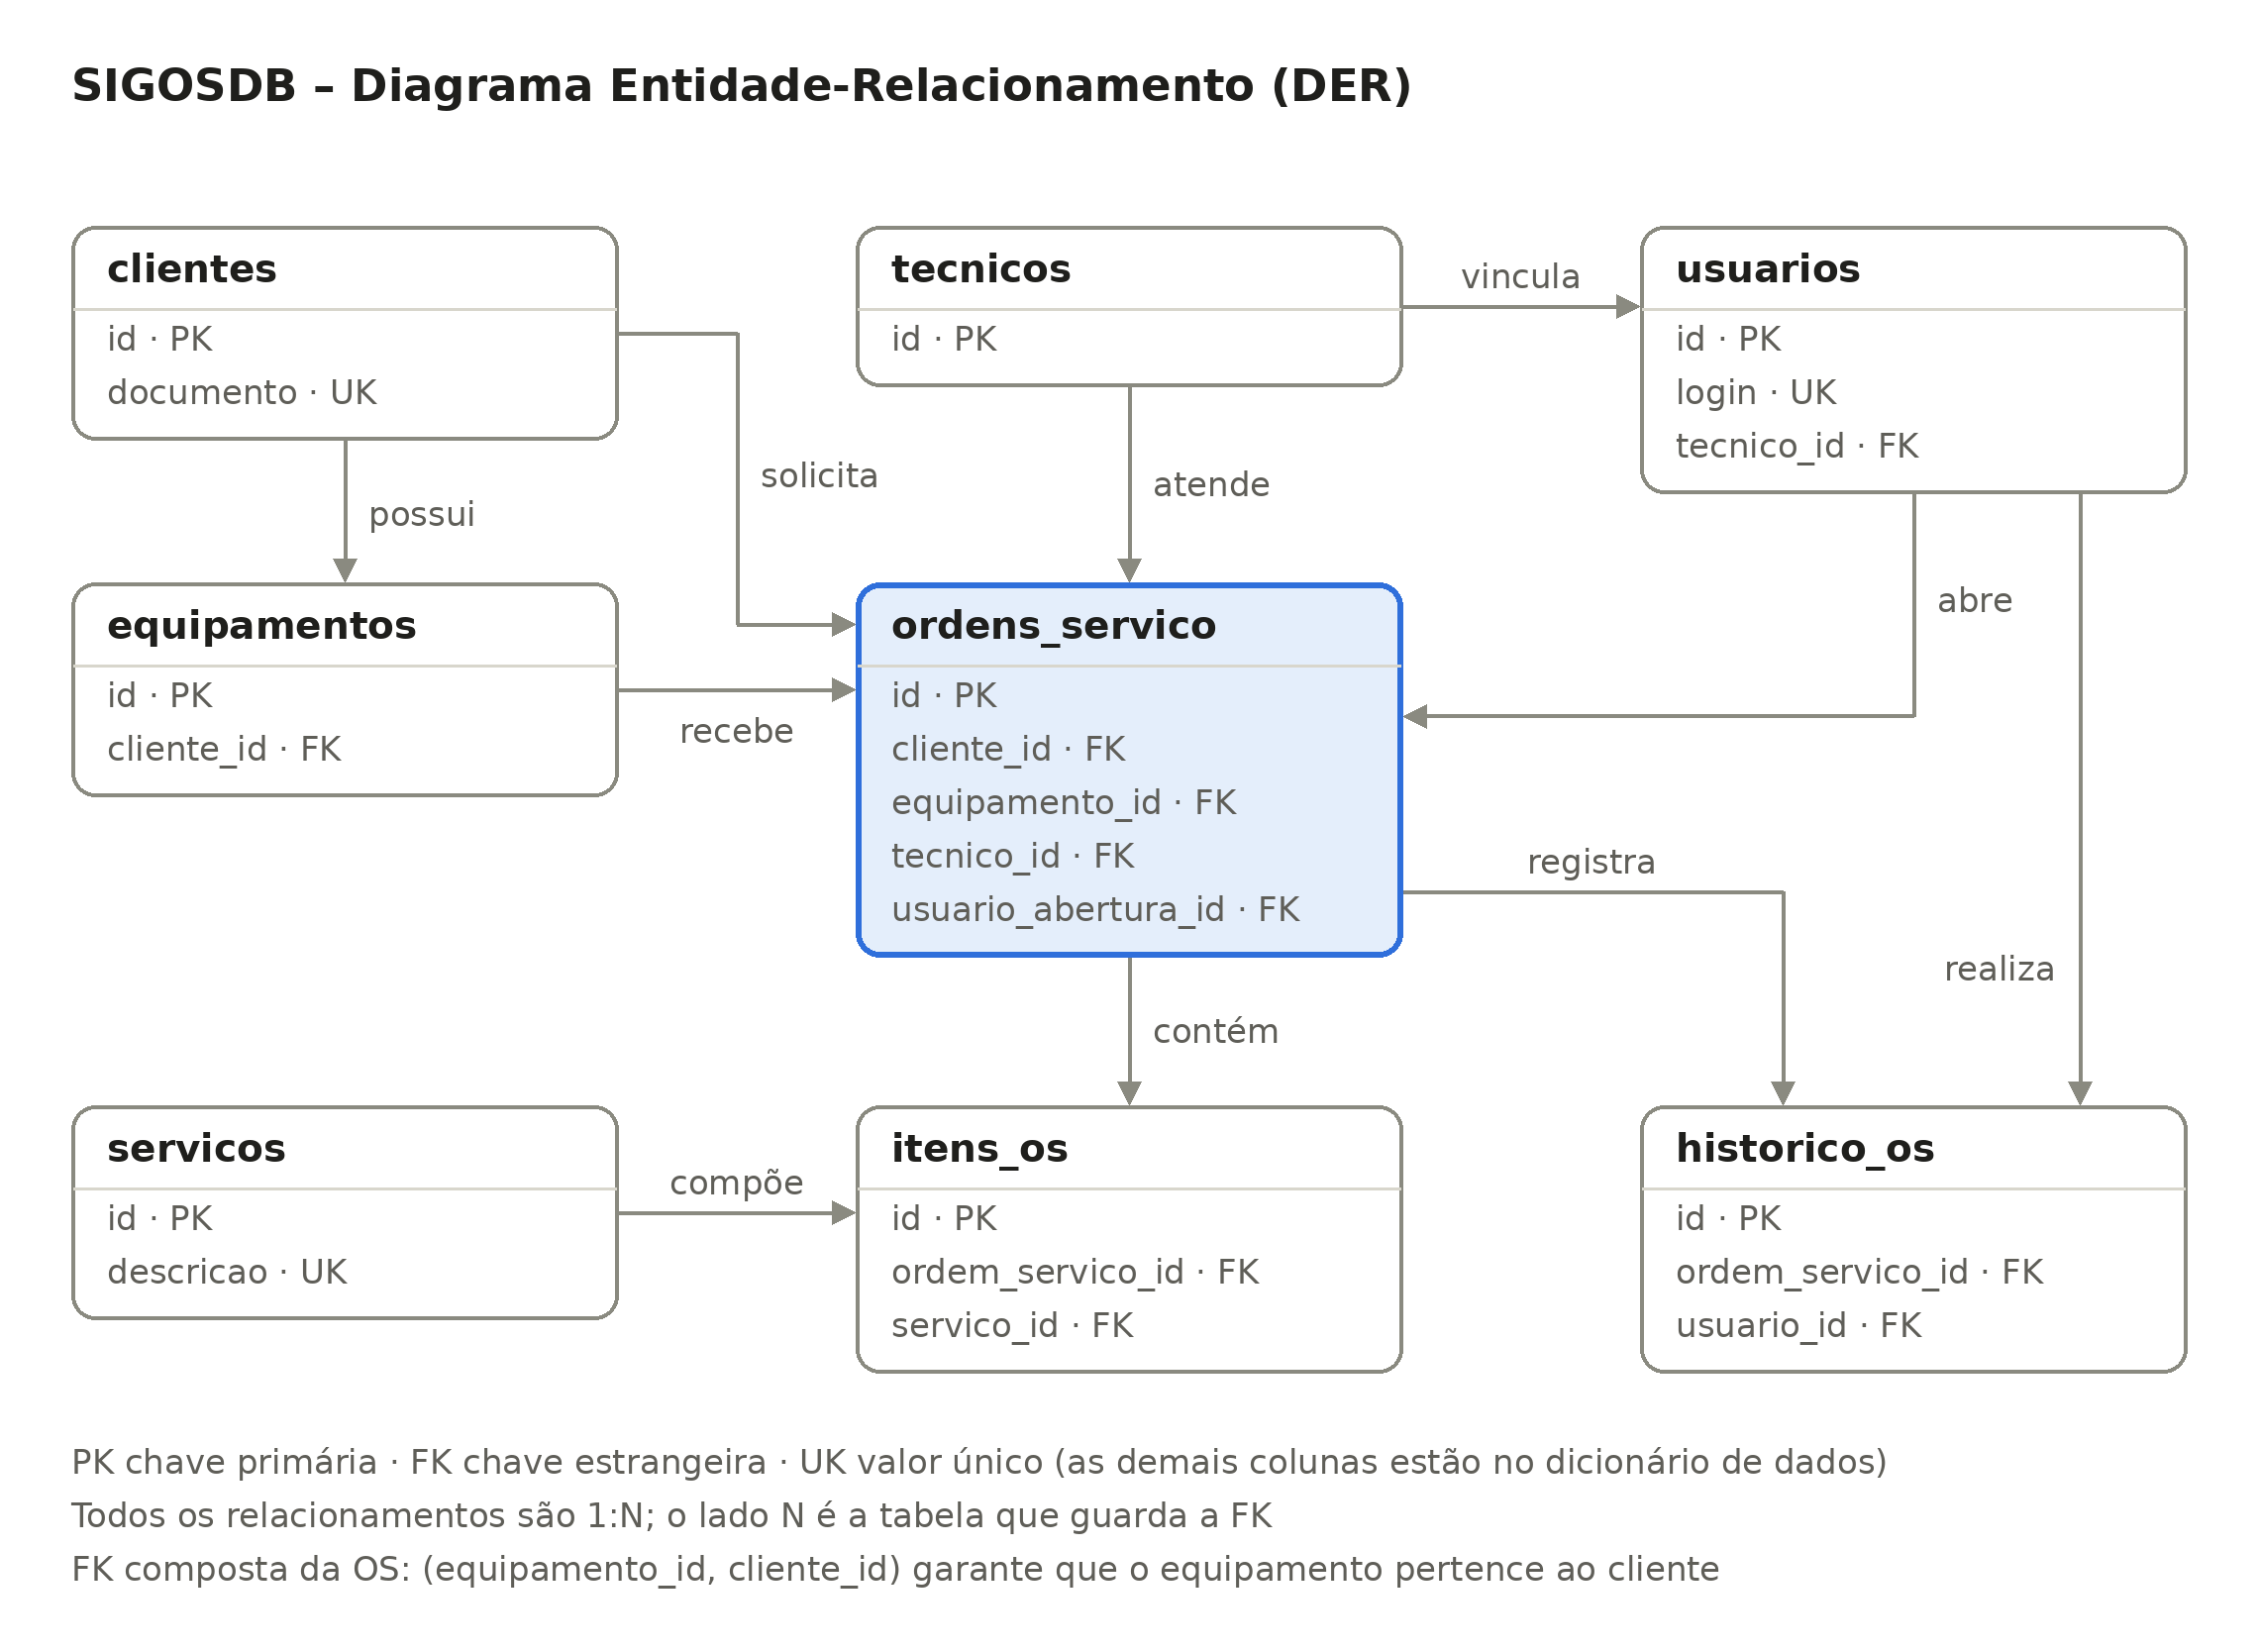 SIGOSDB – Diagrama Entidade-Relacionamento (DER)
clientes
id · PK
documento · UK
tecnicos
id · PK
vincula
usuarios
id · PK
login · UK
tecnico_id · FK
possui
solicita
atende
abre
equipamentos
id · PK
cliente_id · FK
recebe
ordens_servico
id · PK
cliente_id · FK
equipamento_id · FK
tecnico_id · FK
usuario_abertura_id · FK
registra
realiza
contém
servicos
id · PK
descricao · UK
compõe
itens_os
id · PK
ordem_servico_id · FK
servico_id · FK
historico_os
id · PK
ordem_servico_id · FK
usuario_id · FK
PK chave primária · FK chave estrangeira · UK valor único (as demais colunas estão no dicionário de dados)
Todos os relacionamentos são 1:N; o lado N é a tabela que guarda a FK
FK composta da OS: (equipamento_id, cliente_id) garante que o equipamento pertence ao cliente